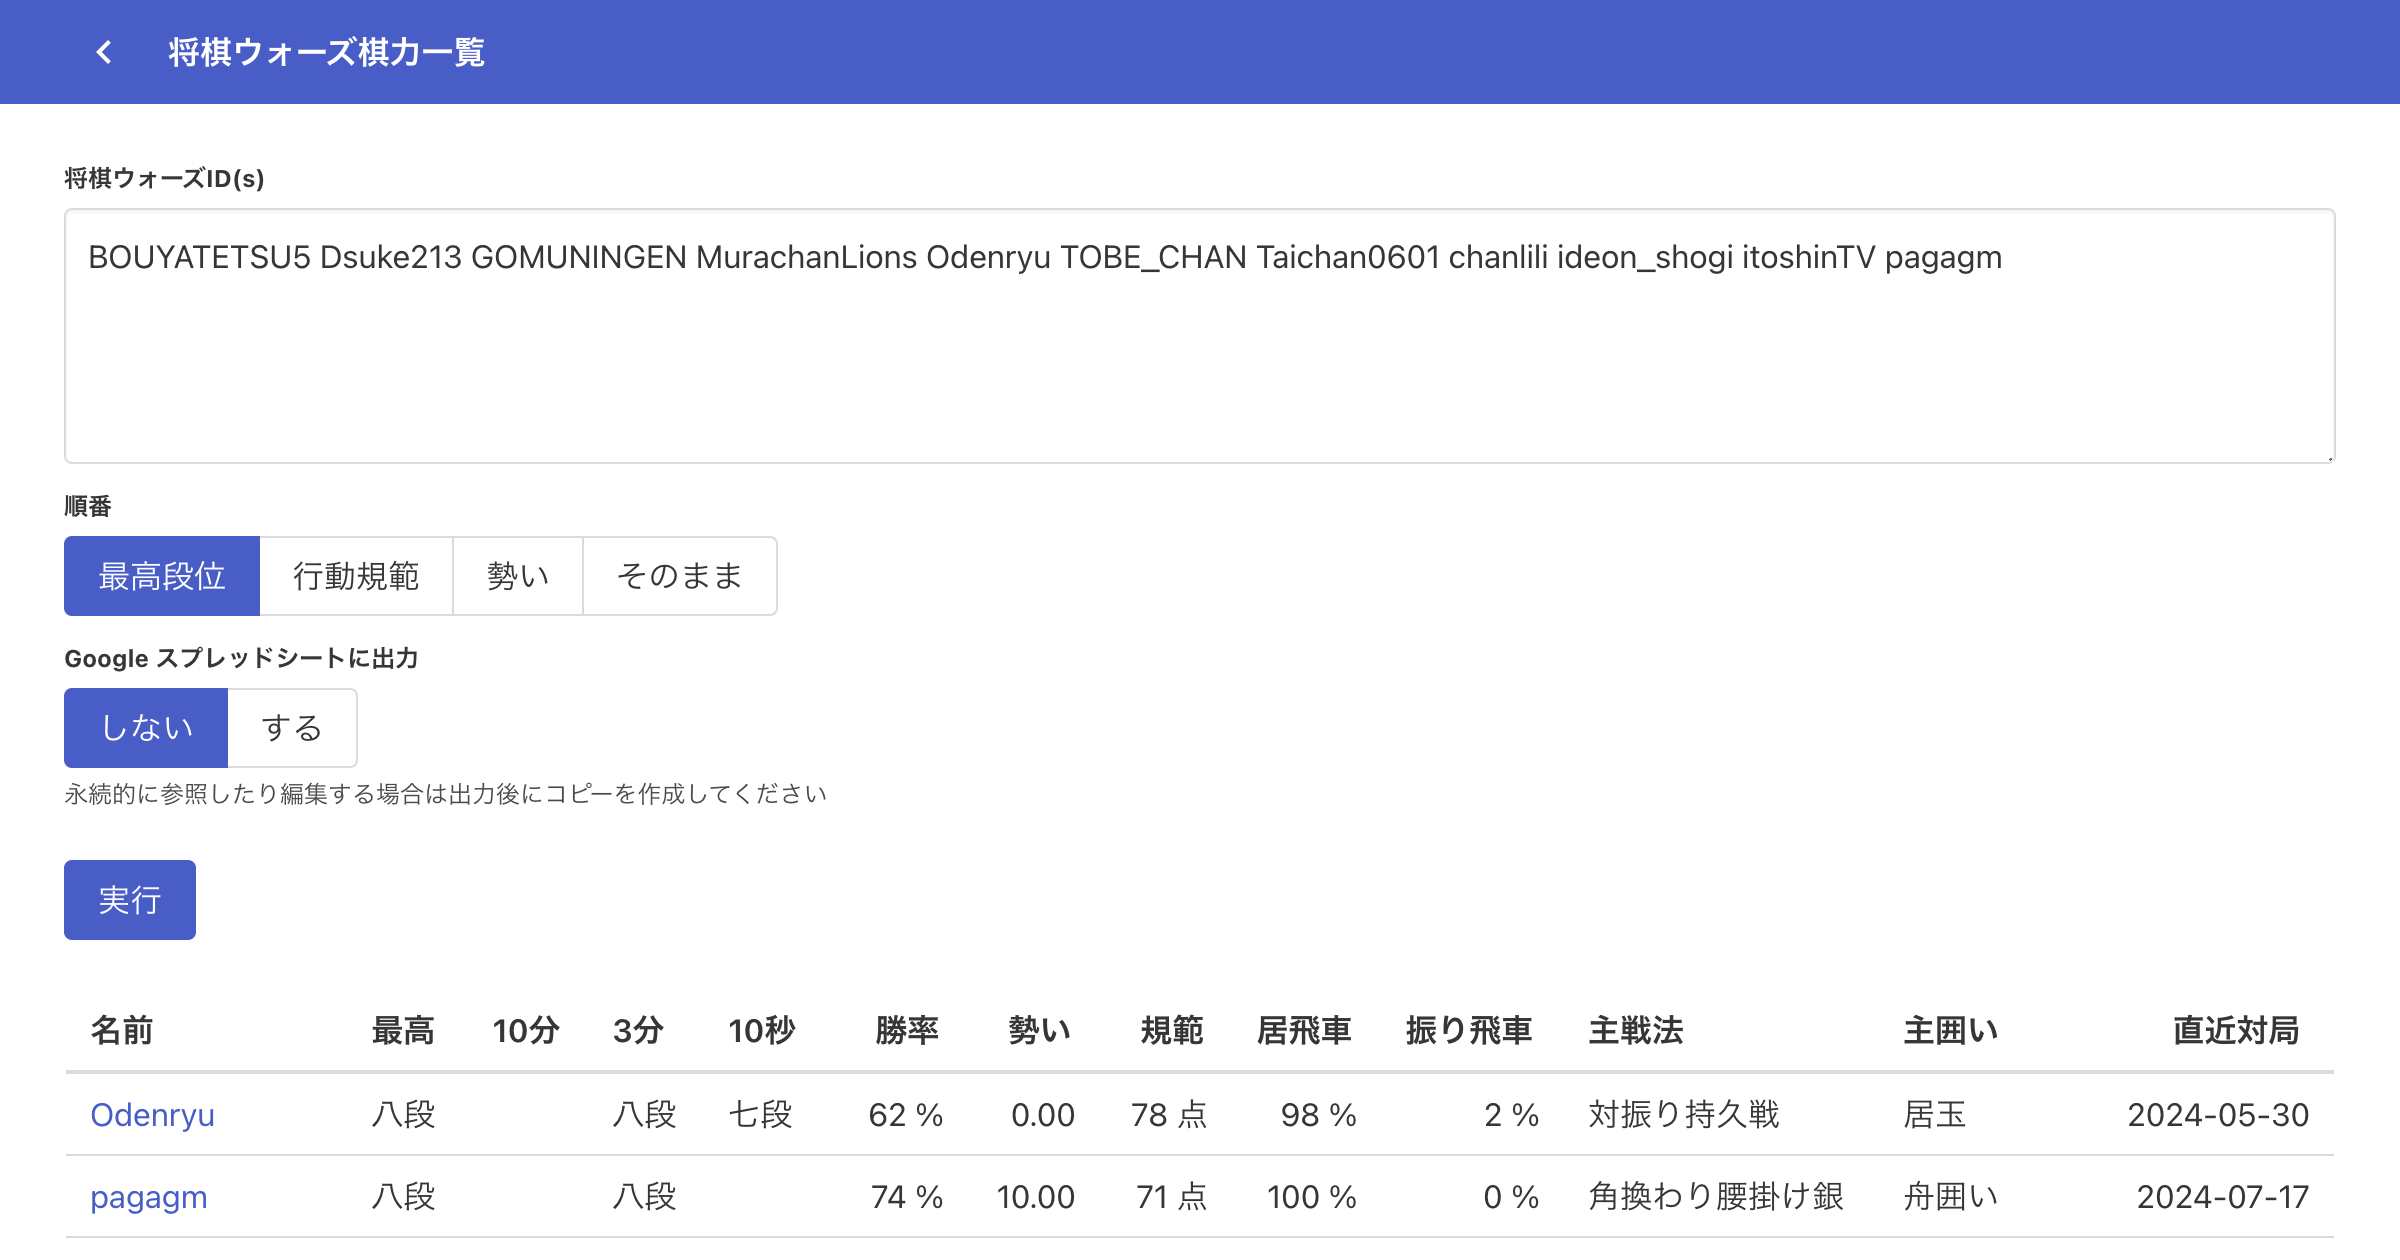 将棋ウォーズ棋力一覧
将棋ウォーズID(s)
BOUYATETSU5 Dsuke213 GOMUNINGEN MurachanLions Odenryu TOBE_CHAN Taichan0601 chanlili ideon_shogi itoshinTV pagagm
順番
最高段位 行動規範 勢い そのまま
Google スプレッドシートに出力
しない する
永続的に参照したり編集する場合は出力後にコピーを作成してください
実行
名前 最高 10分 3分 10秒 勝率 勢い 規範 居飛車 振り飛車 主戦法 主囲い 直近対局
Odenryu 八段 八段 七段 62 % 0.00 78 点 98 % 2 % 対振り持久戦 居玉 2024-05-30
pagagm 八段 八段 74 % 10.00 71 点 100 % 0 % 角換わり腰掛け銀 舟囲い 2024-07-17